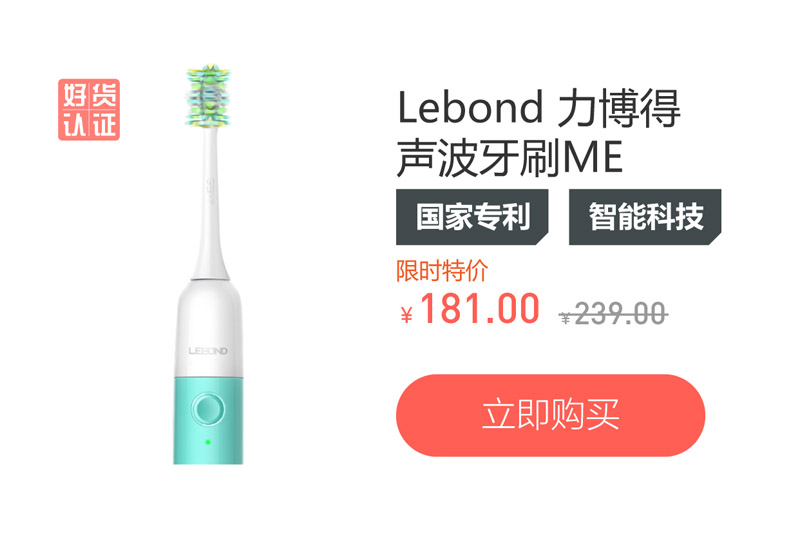 好货
认证
LEBOND
Lebond 力博得
声波牙刷ME
国家专利 智能科技
限时特价
¥181.00 ¥239.00
立即购买